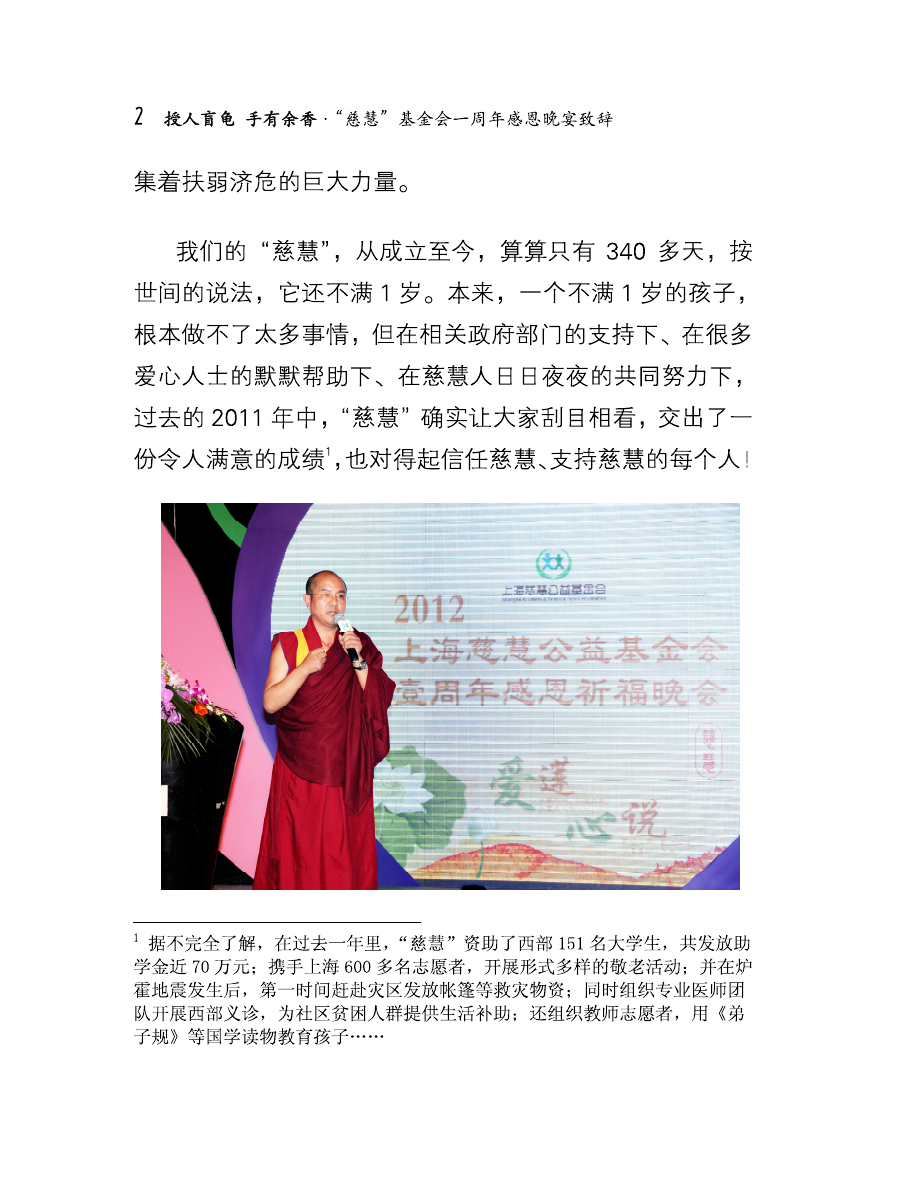 2 授人盲龟 手有余香·“慈慧”基金会一周年感恩晚宴致辞
集着扶弱济危的巨大力量。
我们的“慈慧”，从成立至今，算算只有 340 多天，按
世间的说法，它还不满 1 岁。本来，一个不满 1 岁的孩子，
根本做不了太多事情，但在相关政府部门的支持下、在很多
爱心人士的默默帮助下、在慈慧人日日夜夜的共同努力下，
过去的 2011 年中，“慈慧”确实让大家刮目相看，交出了一
份令人满意的成绩1，也对得起信任慈慧、支持慈慧的每个人！
上海慈慧公益基金会
2012
上海慈慧公益基金会
壹周年感恩祈福晚会
爱莲
心说
1 据不完全了解，在过去一年里，“慈慧”资助了西部 151 名大学生，共发放助
学金近 70 万元；携手上海 600 多名志愿者，开展形式多样的敬老活动；并在炉
霍地震发生后，第一时间赶赴灾区发放帐篷等救灾物资；同时组织专业医师团
队开展西部义诊，为社区贫困人群提供生活补助；还组织教师志愿者，用《弟
子规》等国学读物教育孩子……